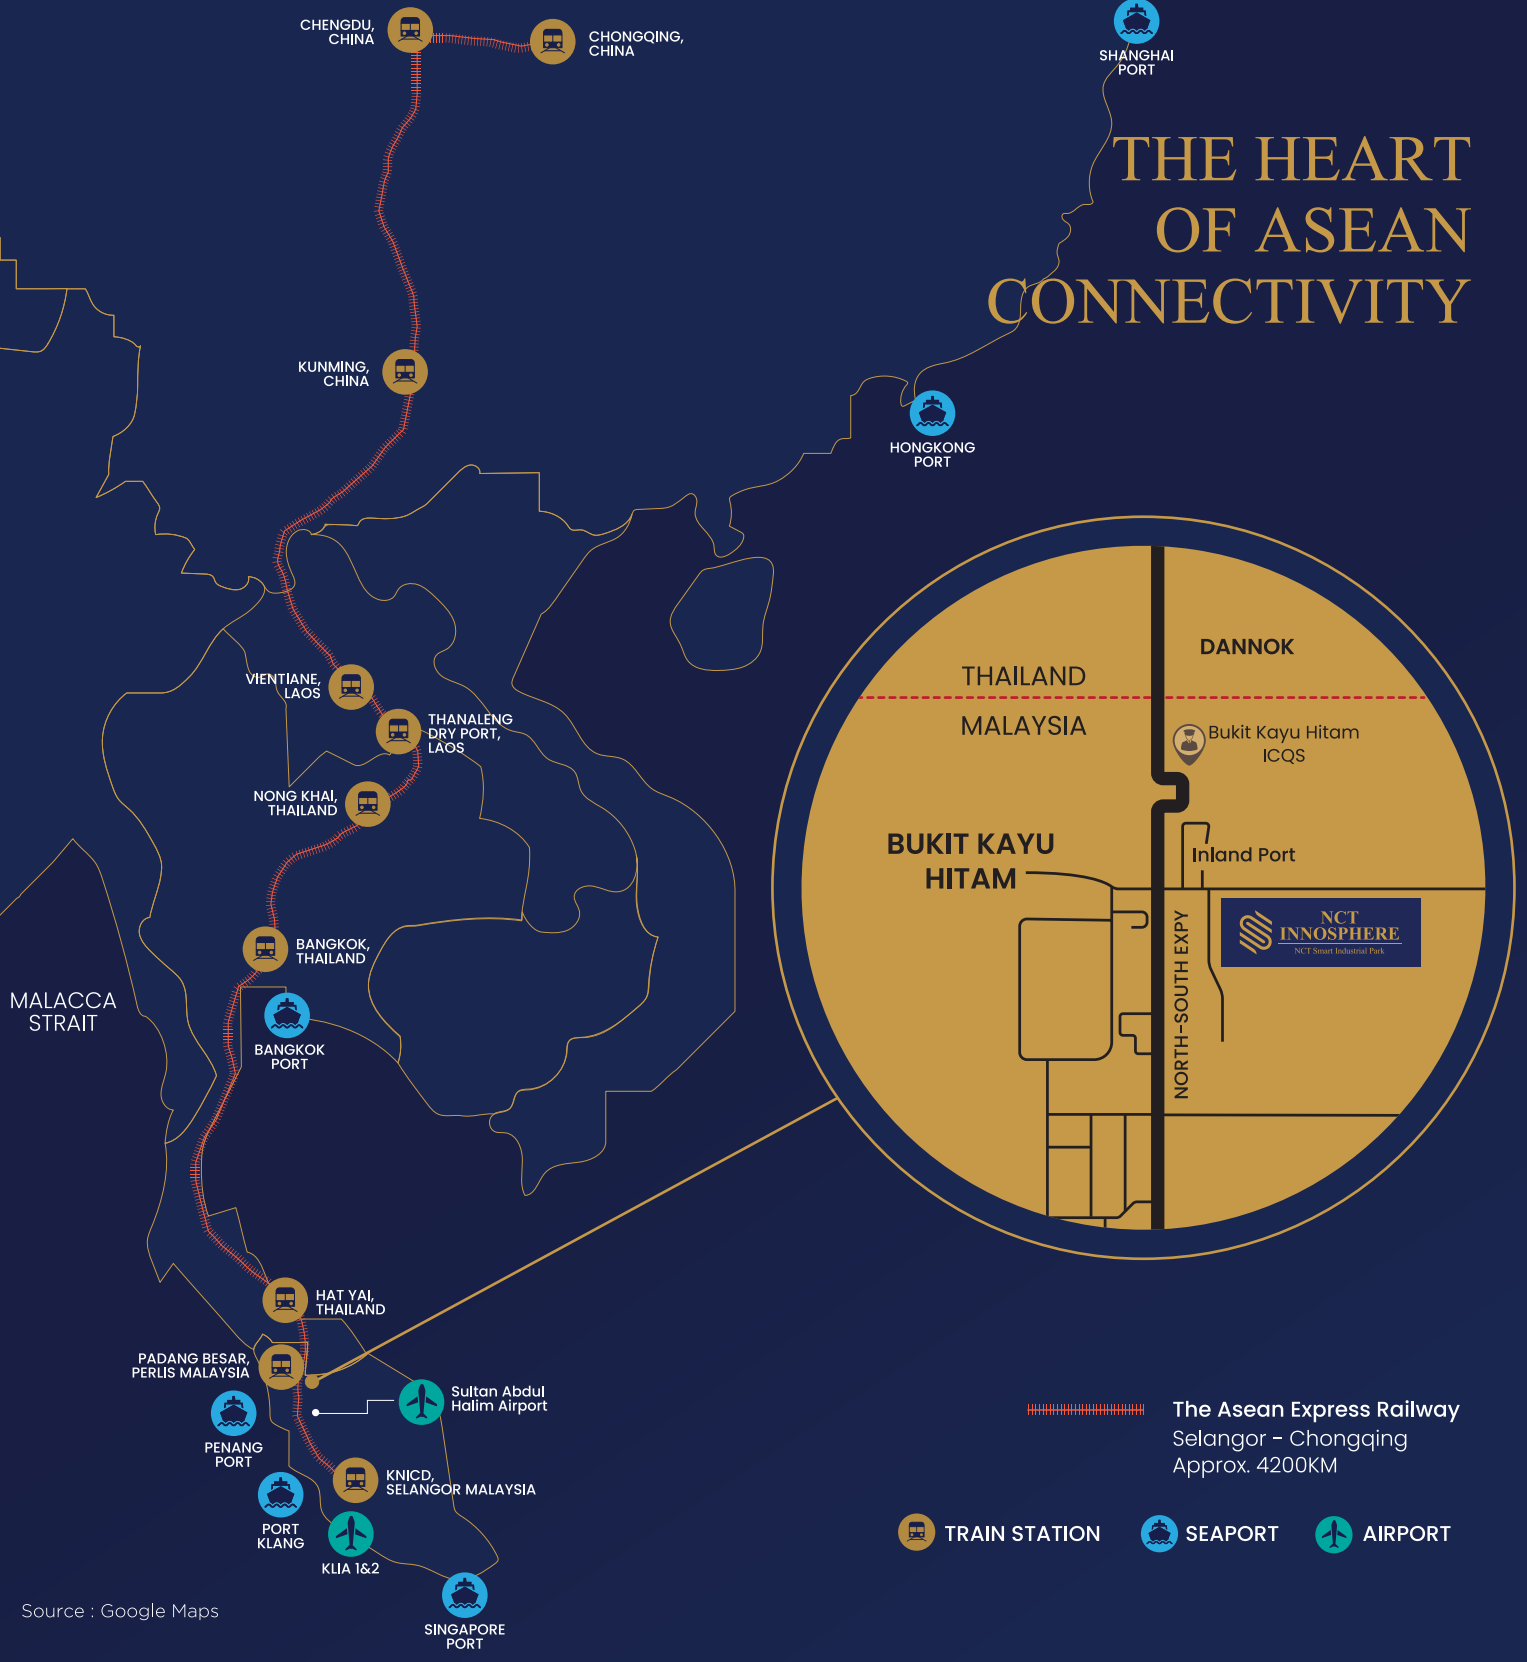 CHENGDU,
CHINA
CHONGQING,
CHINA
SHANGHAI
PORT
THE HEART
OF ASEAN
CONNECTIVITY
KUNMING,
CHINA
HONGKONG
PORT
VIENTIANE,
LAOS
THANALENG
DRY PORT,
LAOS
NONG KHAI,
THAILAND
BANGKOK,
THAILAND
MALACCA
STRAIT
BANGKOK
PORT
DANNOK
THAILAND
MALAYSIA
Bukit Kayu Hitam
ICQS
BUKIT KAYU
HITAM
Inland Port
NCT
INNOSPHERE
NCT Smart Industrial Park
NORTH-SOUTH EXPY
HAT YAI,
THAILAND
PADANG BESAR,
PERLIS MALAYSIA
Sultan Abdul
Halim Airport
PENANG
PORT
KNICD,
SELANGOR MALAYSIA
PORT
KLANG
KLIA 1&2
SINGAPORE
PORT
The Asean Express Railway
Selangor - Chongqing
Approx. 4200KM
TRAIN STATION
SEAPORT
AIRPORT
Source : Google Maps